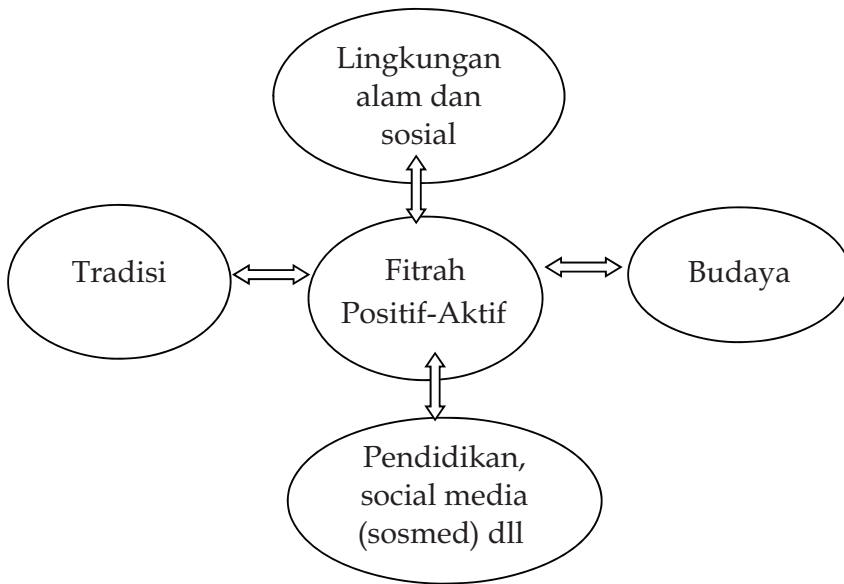 Lingkungan
alam dan
sosial
Tradisi
Fitrah
Positif-Aktif
Budaya
Pendidikan,
social media
(sosmed) dll